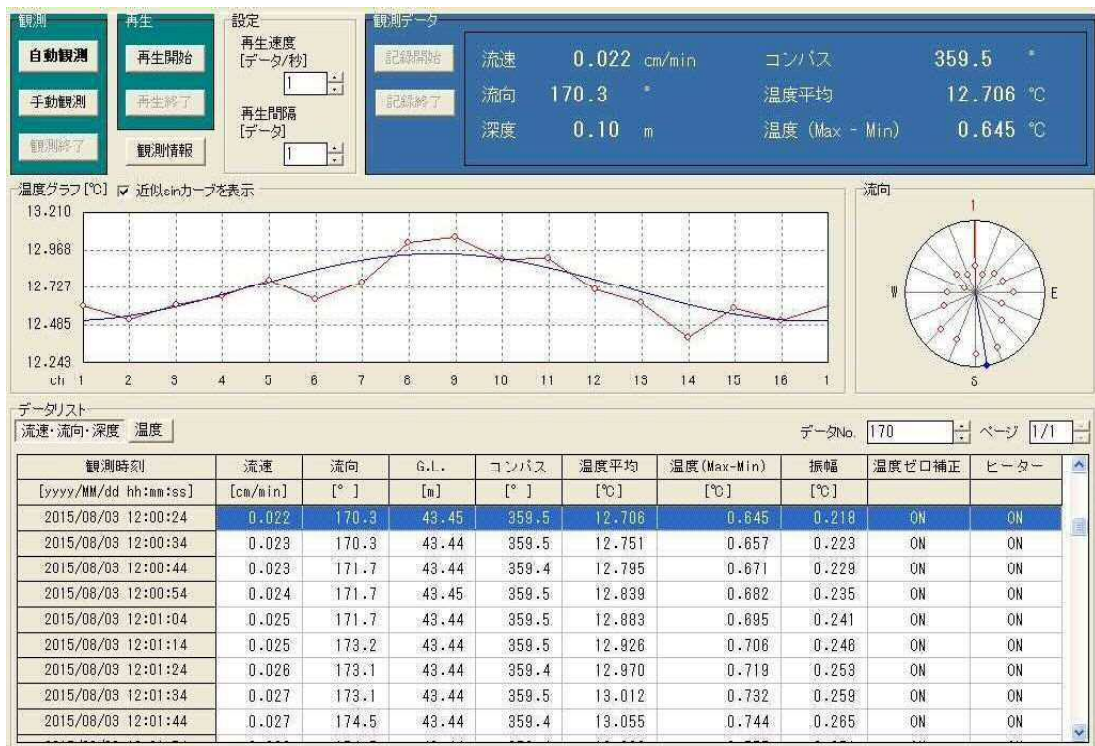 観測
自動観測
手動観測
観測終了
再生
再生開始
再生終了
観測情報
設定
再生速度
[データ/秒]
1
再生間隔
[データ]
1
観測データ
記録開始
記録終了
流速 0.022 cm/min コンパス 359.5 °
流向 170.3 ° 温度平均 12.706 ℃
深度 0.10 m 温度 (Max - Min) 0.645 ℃
温度グラフ[℃] 近似sinカーブを表示
13.210
12.968
12.727
12.485
12.243
ch 1 2 3 4 5 6 7 8 9 10 11 12 13 14 15 16 1
流向
1
W E
S
データリスト
流速・流向・深度 温度 データNo. 170 ページ 1/1
観測時刻 流速 流向 G.L. コンパス 温度平均 温度(Max-Min) 振幅 温度ゼロ補正 ヒーター
[yyyy/MM/dd hh:mm:ss] [cm/min] [° ] [m] [° ] [℃] [℃] [℃]
2015/08/03 12:00:24 0.022 170.3 43.45 359.5 12.706 0.645 0.218 ON ON
2015/08/03 12:00:34 0.023 170.3 43.44 359.5 12.751 0.657 0.223 ON ON
2015/08/03 12:00:44 0.023 171.7 43.44 359.4 12.795 0.671 0.229 ON ON
2015/08/03 12:00:54 0.024 171.7 43.45 359.5 12.839 0.682 0.235 ON ON
2015/08/03 12:01:04 0.025 171.7 43.44 359.5 12.883 0.695 0.241 ON ON
2015/08/03 12:01:14 0.025 173.2 43.44 359.5 12.926 0.706 0.246 ON ON
2015/08/03 12:01:24 0.026 173.1 43.44 359.4 12.970 0.719 0.253 ON ON
2015/08/03 12:01:34 0.027 173.1 43.44 359.5 13.012 0.732 0.259 ON ON
2015/08/03 12:01:44 0.027 174.5 43.44 359.4 13.055 0.744 0.265 ON ON